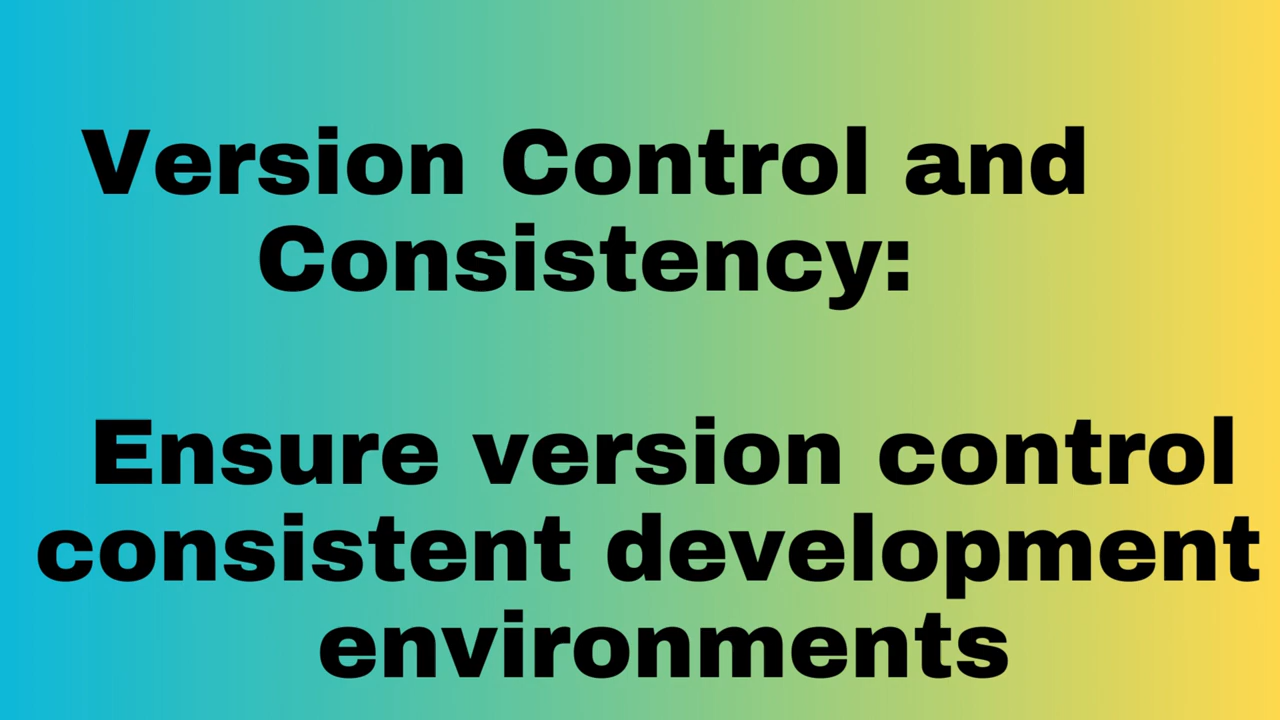 Version Control and
Consistency:
Ensure version control
consistent development
environments